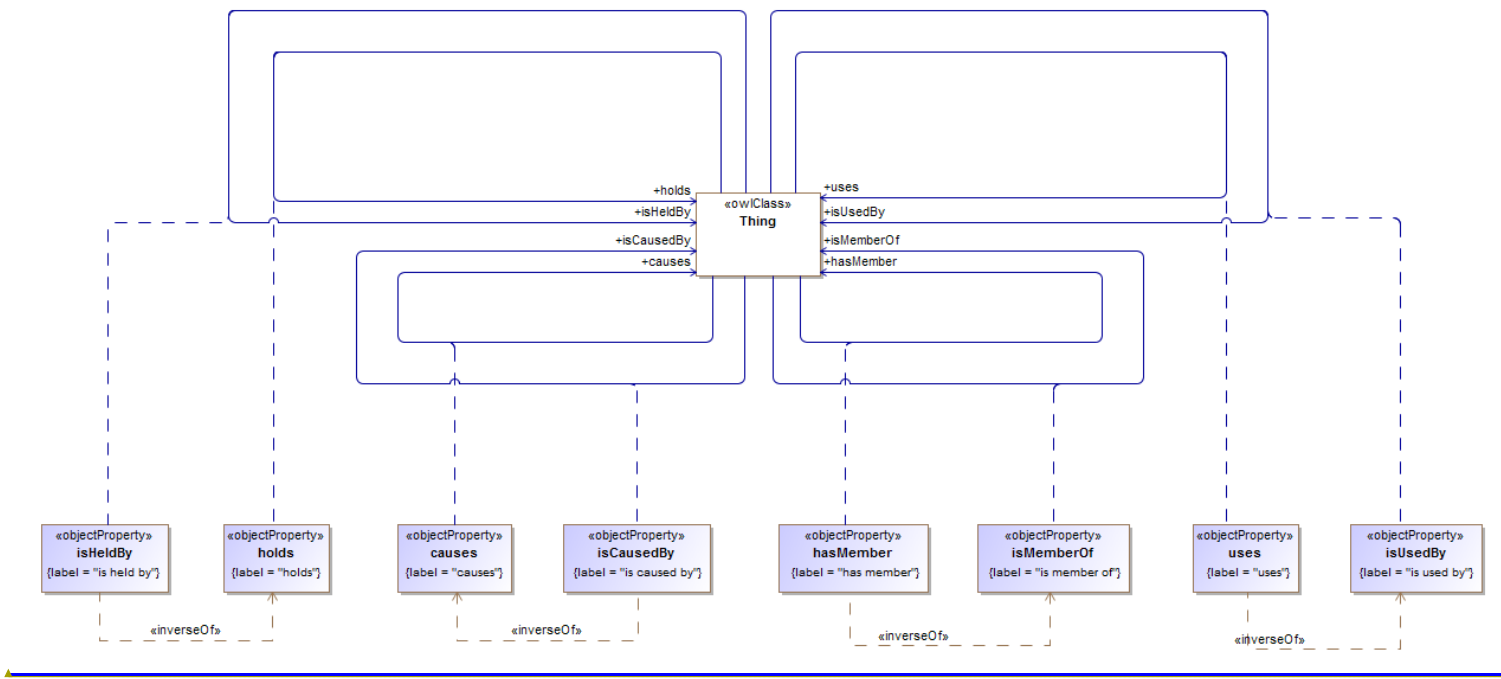 +holds
+uses
«owlClass»
Thing
+isHeldBy
+isUsedBy
+isCausedBy
+isMemberOf
+causes
+hasMember
«objectProperty»
isHeldBy
{label = "is held by"}
«objectProperty»
holds
{label = "holds"}
«objectProperty»
causes
{label = "causes"}
«objectProperty»
isCausedBy
{label = "is caused by"}
«objectProperty»
hasMember
{label = "has member"}
«objectProperty»
isMemberOf
{label = "is member of"}
«objectProperty»
uses
{label = "uses"}
«objectProperty»
isUsedBy
{label = "is used by"}
«inverseOf»
«inverseOf»
«inverseOf»
«inverseOf»